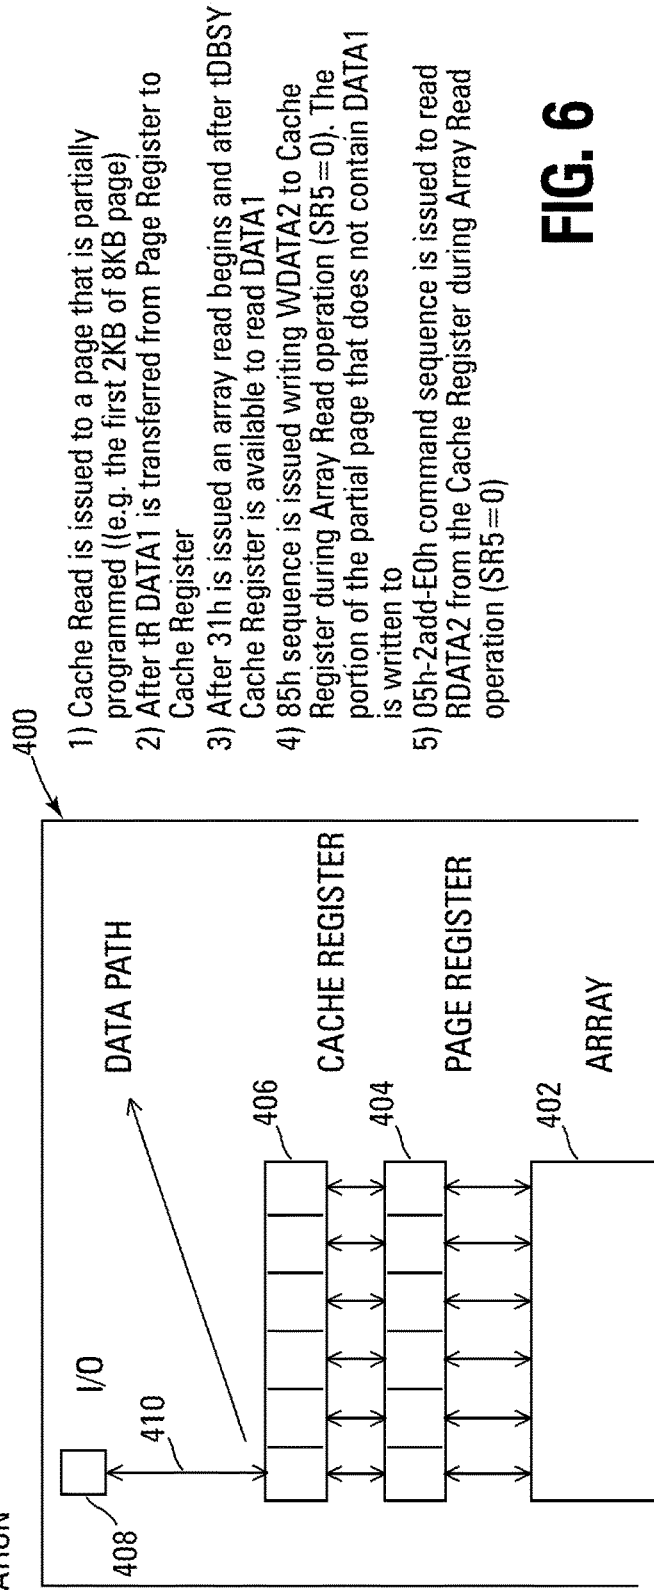 400
I/O
408
410
DATA PATH
406
CACHE REGISTER
404
PAGE REGISTER
402
ARRAY
1) Cache Read is issued to a page that is partially
programmed ((e.g. the first 2KB of 8KB page)
2) After tR DATA1 is transferred from Page Register to
Cache Register
3) After 31h is issued an array read begins and after tDBSY
Cache Register is available to read DATA1
4) 85h sequence is issued writing WDATA2 to Cache
Register during Array Read operation (SR5=0). The
portion of the partial page that does not contain DATA1
is written to
5) 05h-2add-E0h command sequence is issued to read
RDATA2 from the Cache Register during Array Read
operation (SR5=0)
FIG. 6